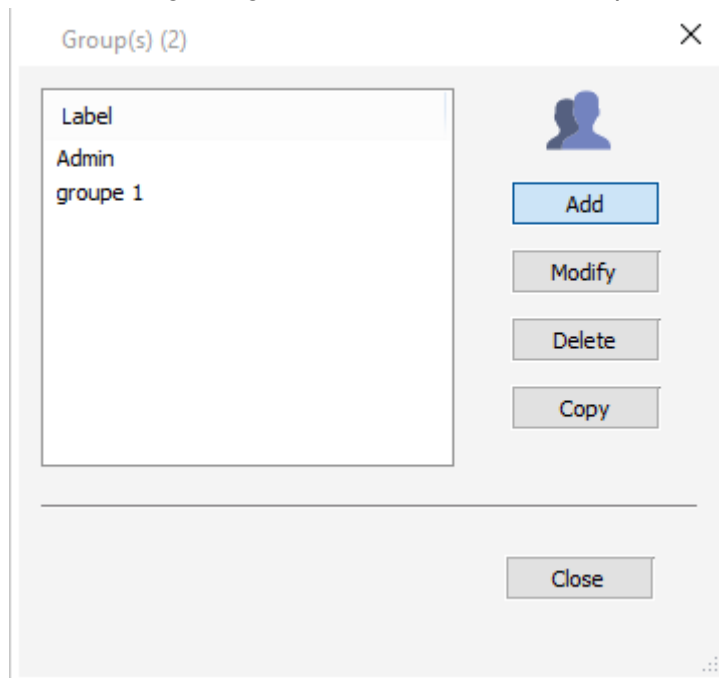 Group(s) (2)
Label
Admin
groupe 1
Add
Modify
Delete
Copy
Close